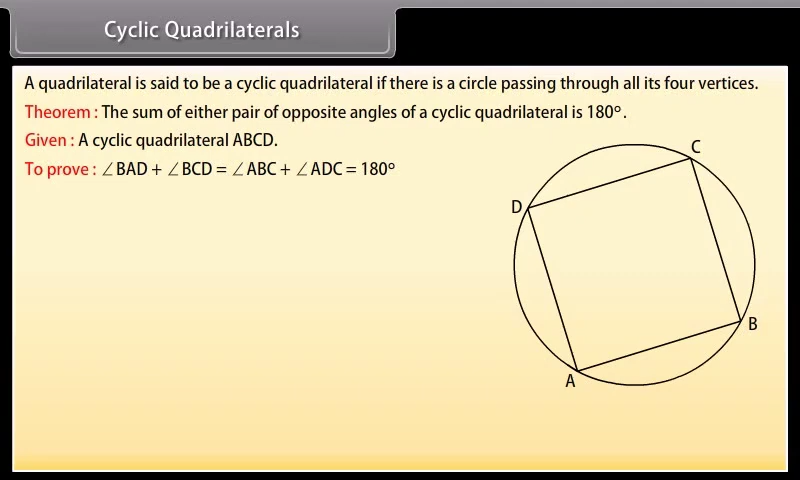 Cyclic Quadrilaterals
A quadrilateral is said to be a cyclic quadrilateral if there is a circle passing through all its four vertices.
Theorem : The sum of either pair of opposite angles of a cyclic quadrilateral is 180°.
Given : A cyclic quadrilateral ABCD.
To prove : ∠BAD + ∠BCD = ∠ABC + ∠ADC = 180°
C
D
B
A